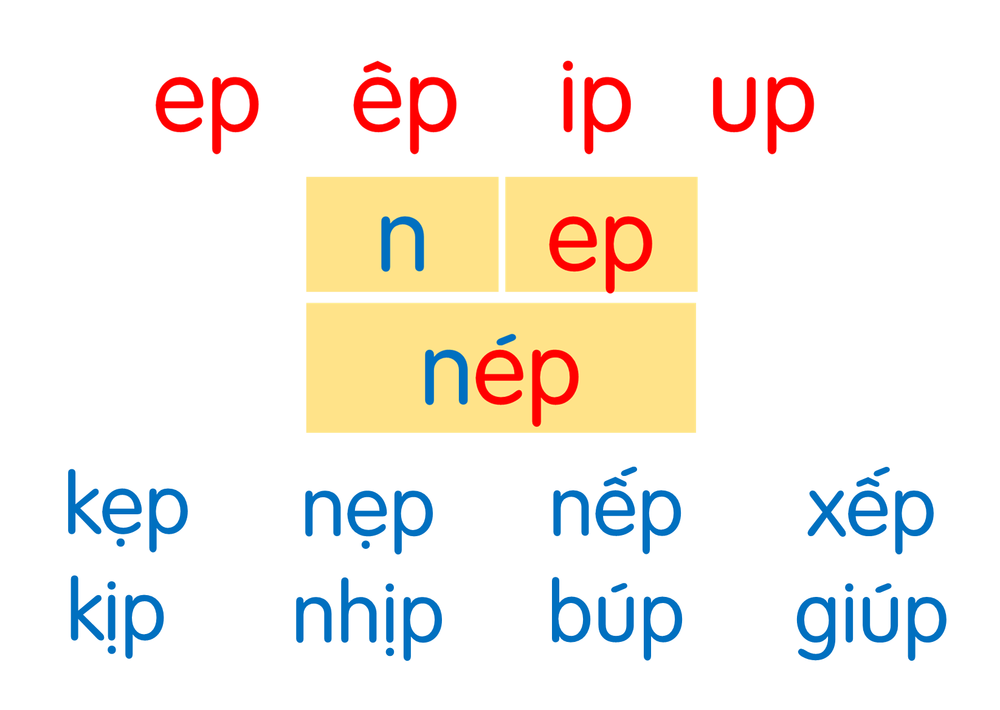 ep êp ip up
n ep
nép
kẹp nẹp nếp xếp
kịp nhịp búp giúp